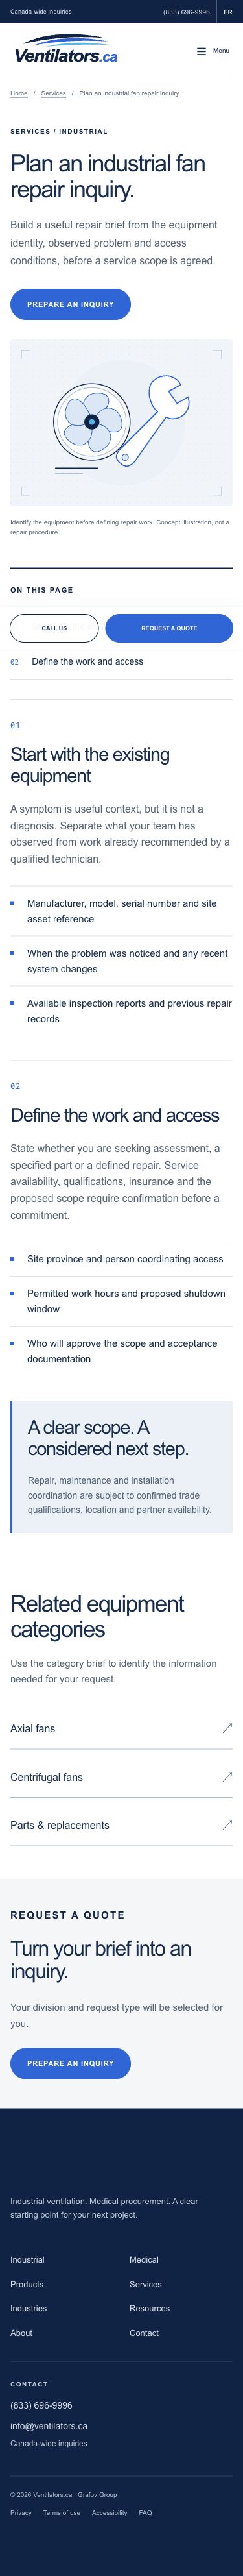 Canada-wide inquiries
(833) 696-9996
FR
Ventilators.ca
Menu
Home / Services / Plan an industrial fan repair inquiry.
SERVICES / INDUSTRIAL
Plan an industrial fan
repair inquiry.
Build a useful repair brief from the equipment
identity, observed problem and access
conditions, before a service scope is agreed.
PREPARE AN INQUIRY
Identify the equipment before defining repair work. Concept illustration, not a
repair procedure.
ON THIS PAGE
CALL US
REQUEST A QUOTE
02 Define the work and access
01
Start with the existing
equipment
A symptom is useful context, but it is not a
diagnosis. Separate what your team has
observed from work already recommended by a
qualified technician.
Manufacturer, model, serial number and site
asset reference
When the problem was noticed and any recent
system changes
Available inspection reports and previous repair
records
02
Define the work and access
State whether you are seeking assessment, a
specified part or a defined repair. Service
availability, qualifications, insurance and the
proposed scope require confirmation before a
commitment.
Site province and person coordinating access
Permitted work hours and proposed shutdown
window
Who will approve the scope and acceptance
documentation
A clear scope. A
considered next step.
Repair, maintenance and installation
coordination are subject to confirmed trade
qualifications, location and partner availability.
Related equipment
categories
Use the category brief to identify the information
needed for your request.
Axial fans
Centrifugal fans
Parts & replacements
REQUEST A QUOTE
Turn your brief into an
inquiry.
Your division and request type will be selected for
you.
PREPARE AN INQUIRY
Industrial ventilation. Medical procurement. A clear
starting point for your next project.
Industrial
Medical
Products
Services
Industries
Resources
About
Contact
CONTACT
(833) 696-9996
info@ventilators.ca
Canada-wide inquiries
© 2026 Ventilators.ca · Grafov Group
Privacy
Terms of use
Accessibility
FAQ